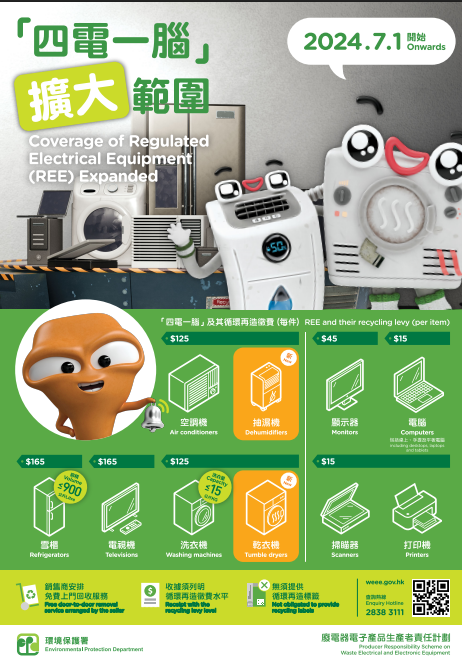 「四電一腦」
擴大 範圍
Coverage of Regulated
Electrical Equipment
(REE) Expanded
2024.7.1 開始
Onwards
「四電一腦」及其循環再造徵費 (每件) REE and their recycling levy (per item)
$125
空調機
Air conditioners
新
New
抽濕機
Dehumidifiers
$45
顯示器
Monitors
$15
電腦
Computers
$165
Volume
≤900
雪櫃
Refrigerators
$165
電視機
Televisions
$125
Capacity
≤15
洗衣機
Washing machines
新
New
乾衣機
Tumble dryers
$15
掃瞄器
Scanners
打印機
Printers
銷售商安排
免費上門回收服務
Free door-to-door removal
service arranged by the seller
收據須列明
循環再造徵費水平
Receipt with the
recycling levy level
無須提供
循環再造標籤
Not obligated to provide
recycling labels
weee.gov.hk
查詢熱線
Enquiry Hotline
2838 3111
環境保護署
Environmental Protection Department
廢電器電子產品生產者責任計劃
Producer Responsibility Scheme on
Waste Electrical and Electronic Equipment